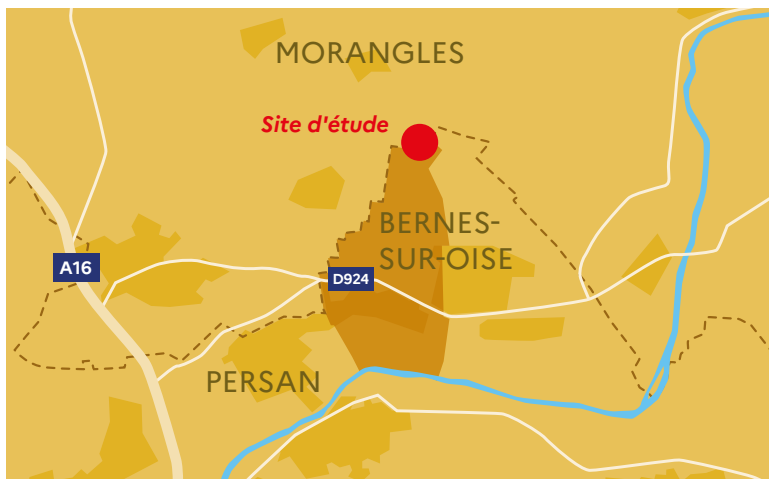 MORANGLES
Site d'étude
BERNES-
SUR-OISE
A16
D924
PERSAN